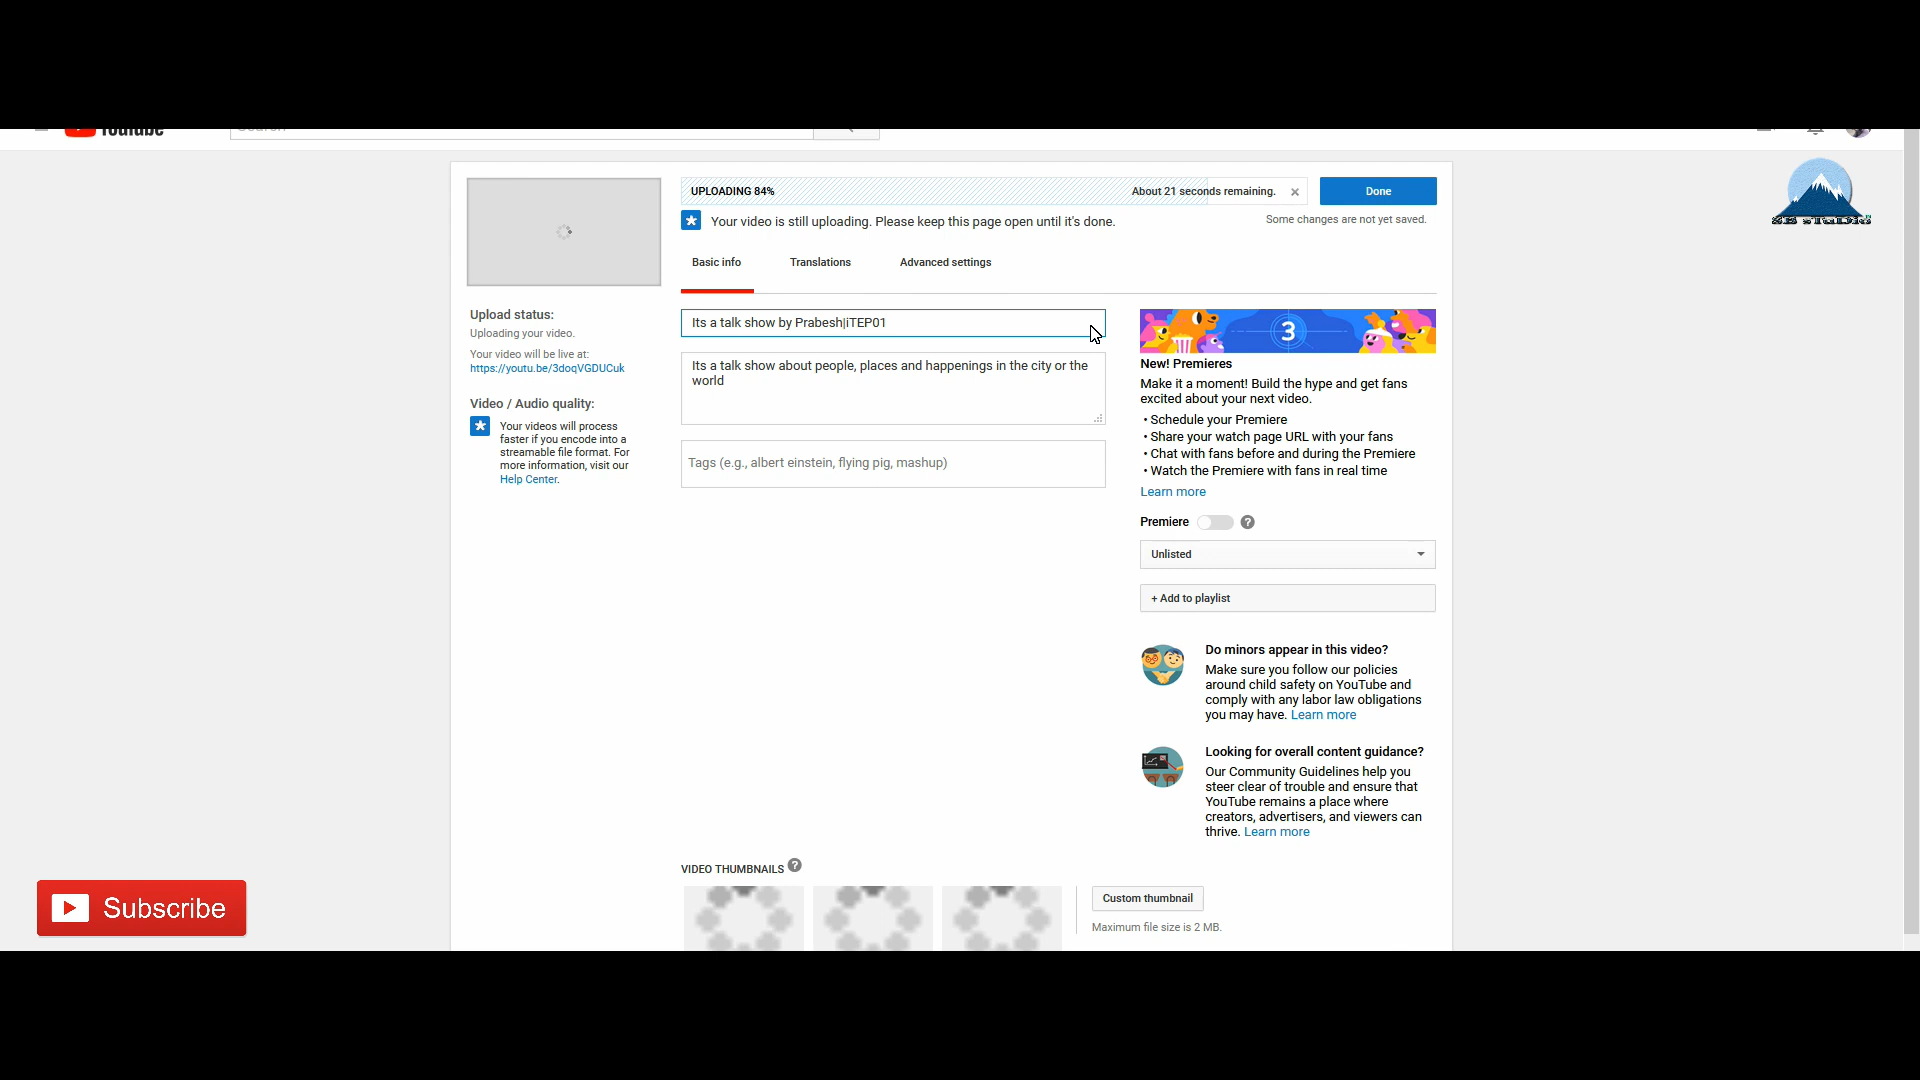 YouTube
Search
UPLOADING 84%
About 21 seconds remaining.
Done
Your video is still uploading. Please keep this page open until it's done.
Some changes are not yet saved.
Basic info
Translations
Advanced settings
Upload status:
Uploading your video.
Your video will be live at:
https://youtu.be/3doqVGDUCuk
Video / Audio quality:
Your videos will process
faster if you encode into a
streamable file format. For
more information, visit our
Help Center.
Its a talk show by Prabesh|iTEP01
Its a talk show about people, places and happenings in the city or the
world
Tags (e.g., albert einstein, flying pig, mashup)
3
New! Premieres
Make it a moment! Build the hype and get fans
excited about your next video.
• Schedule your Premiere
• Share your watch page URL with your fans
• Chat with fans before and during the Premiere
• Watch the Premiere with fans in real time
Learn more
Premiere
Unlisted
+ Add to playlist
Do minors appear in this video?
Make sure you follow our policies
around child safety on YouTube and
comply with any labor law obligations
you may have. Learn more
Looking for overall content guidance?
Our Community Guidelines help you
steer clear of trouble and ensure that
YouTube remains a place where
creators, advertisers, and viewers can
thrive. Learn more
VIDEO THUMBNAILS
Custom thumbnail
Maximum file size is 2 MB.
Subscribe